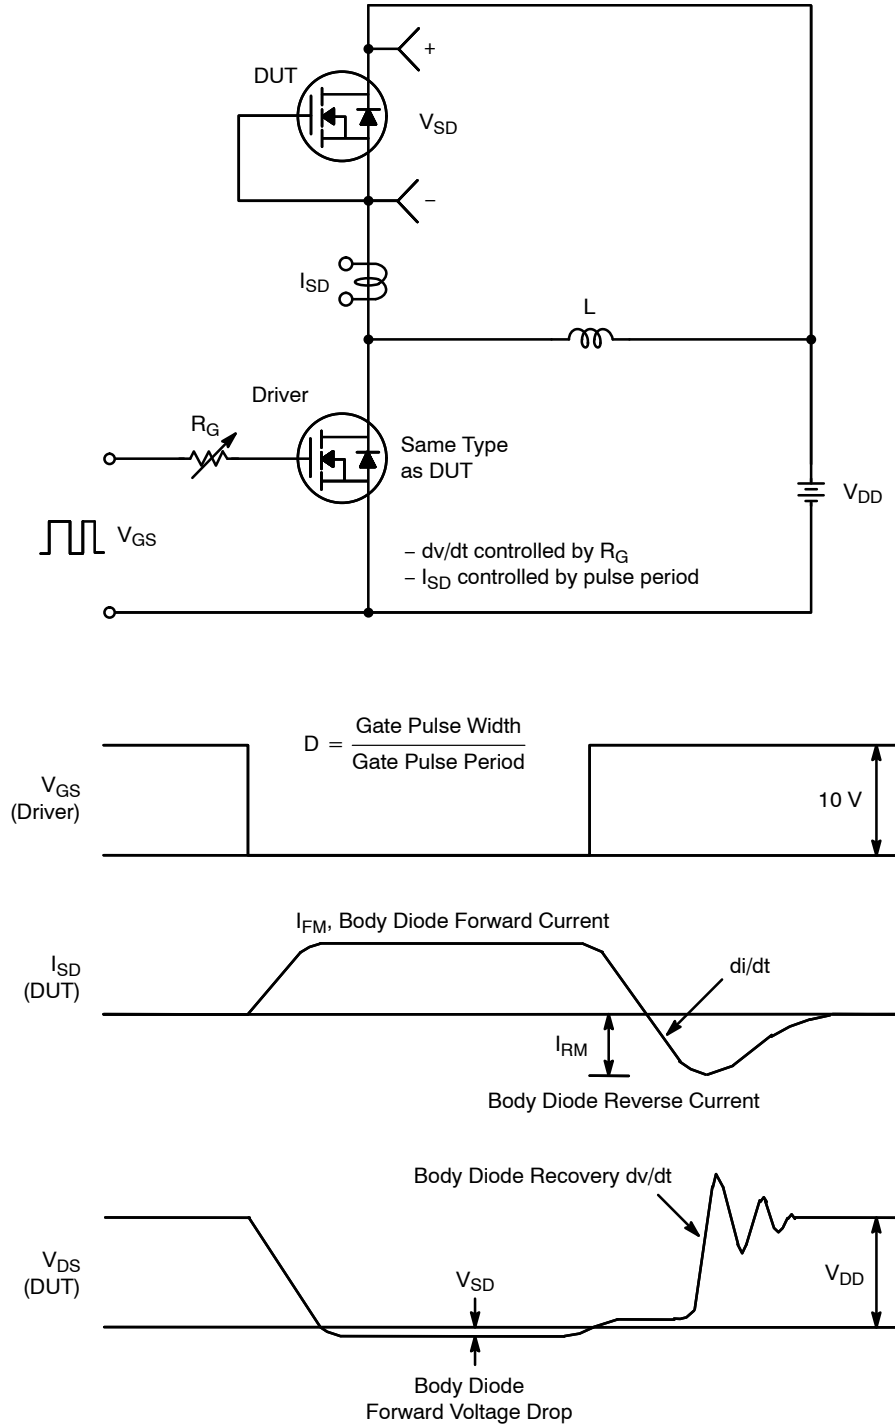 +
DUT
V_SD
−
I_SD
L
Driver
R_G
Same Type
as DUT
V_DD
V_GS
− dv/dt controlled by R_G
− I_SD controlled by pulse period
D = Gate Pulse Width
Gate Pulse Period
V_GS
(Driver)
10 V
I_FM, Body Diode Forward Current
I_SD
(DUT)
di/dt
I_RM
Body Diode Reverse Current
Body Diode Recovery dv/dt
V_DS
(DUT)
V_SD
V_DD
Body Diode
Forward Voltage Drop